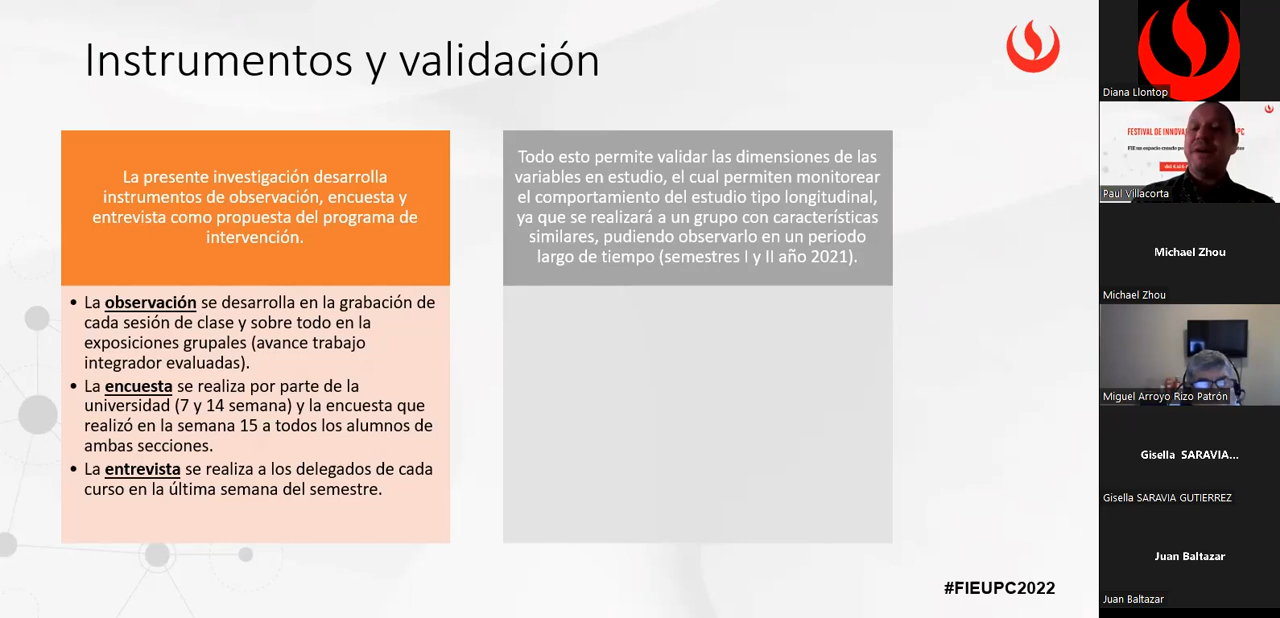 Instrumentos y validación
La presente investigación desarrolla
instrumentos de observación, encuesta y
entrevista como propuesta del programa de
intervención.
• La observación se desarrolla en la grabación de
cada sesión de clase y sobre todo en la
exposiciones grupales (avance trabajo
integrador evaluadas).
• La encuesta se realiza por parte de la
universidad (7 y 14 semana) y la encuesta que
realizó en la semana 15 a todos los alumnos de
ambas secciones.
• La entrevista se realiza a los delegados de cada
curso en la última semana del semestre.
Todo esto permite validar las dimensiones de las
variables en estudio, el cual permiten monitorear
el comportamiento del estudio tipo longitudinal,
ya que se realizará a un grupo con características
similares, pudiendo observarlo en un periodo
largo de tiempo (semestres I y II año 2021).
#FIEUPC2022
Diana Llontop
FESTIVAL DE INNOVA
Paul Villacorta
Michael Zhou
Michael Zhou
Miguel Arroyo Rizo Patrón
Gisella SARAVIA...
Gisella SARAVIA GUTIERREZ
Juan Baltazar
Juan Baltazar